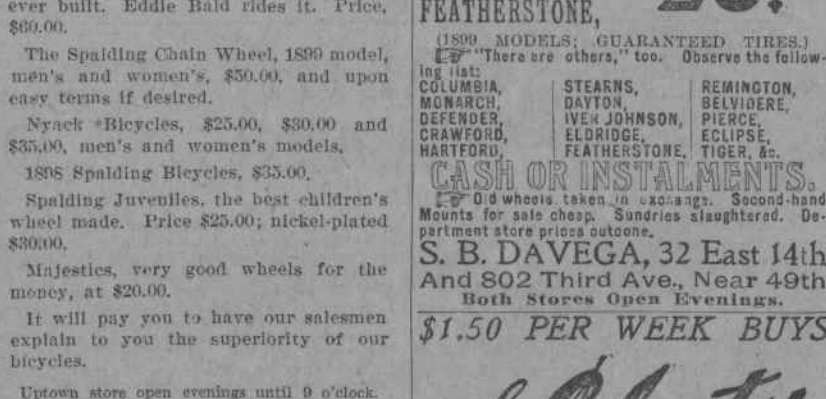 ever built. Eddie Bald rides it. Price,
$60.00.
The Spalding Chain Wheel, 1899 model,
men's and women's, $50.00, and upon
easy terms if desired.
Nyack Bicycles, $25.00, $30.00 and
$35.00, men's and women's models.
1898 Spalding Bicycles, $35.00.
Spalding Juveniles, the best children's
wheel made. Price $25.00; nickel-plated
$30.00.
Majestics, very good wheels for the
money, at $20.00.
It will pay you to have our salesmen
explain to you the superiority of our
bicycles.
Uptown store open evenings until 9 o'clock.
FEATHERSTONE,
(1899 MODELS; GUARANTEED TIRES.)
"There are others," too. Observe the follow-
ing list:
COLUMBIA, STEARNS, REMINGTON,
MONARCH, DAYTON, BELVIDERE,
DEFENDER, IVER JOHNSON, PIERCE,
CRAWFORD, ELDRIDGE, ECLIPSE,
HARTFORD, FEATHERSTONE, TIGER, &c.
CASH OR INSTALMENTS.
Old wheels taken in exchange. Second-hand
Mounts for sale cheap. Sundries slaughtered. De-
partment store prices outdone.
S. B. DAVEGA, 32 East 14th
And 802 Third Ave., Near 49th
Both Stores Open Evenings.
$1.50 PER WEEK BUYS